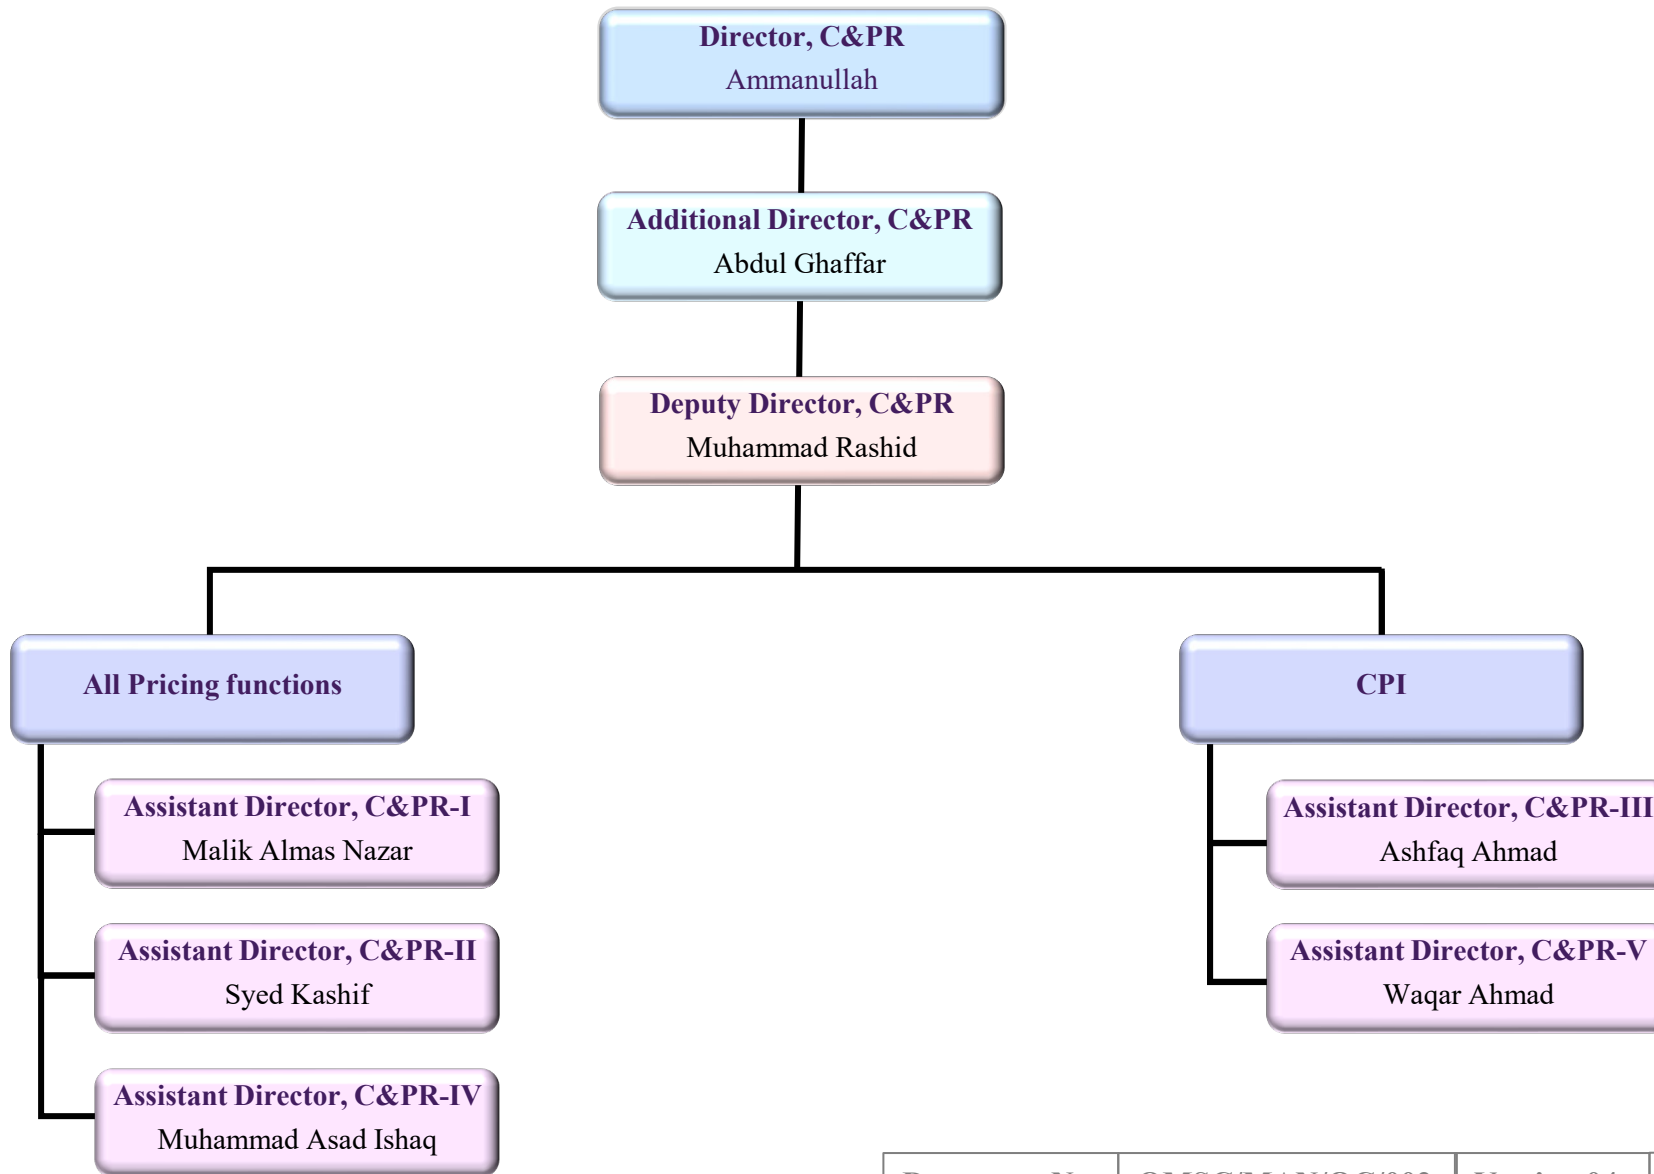 Director, C&PR
Ammanullah
Additional Director, C&PR
Abdul Ghaffar
Deputy Director, C&PR
Muhammad Rashid
All Pricing functions
CPI
Assistant Director, C&PR-I
Malik Almas Nazar
Assistant Director, C&PR-II
Syed Kashif
Assistant Director, C&PR-IV
Muhammad Asad Ishaq
Assistant Director, C&PR-III
Ashfaq Ahmad
Assistant Director, C&PR-V
Waqar Ahmad